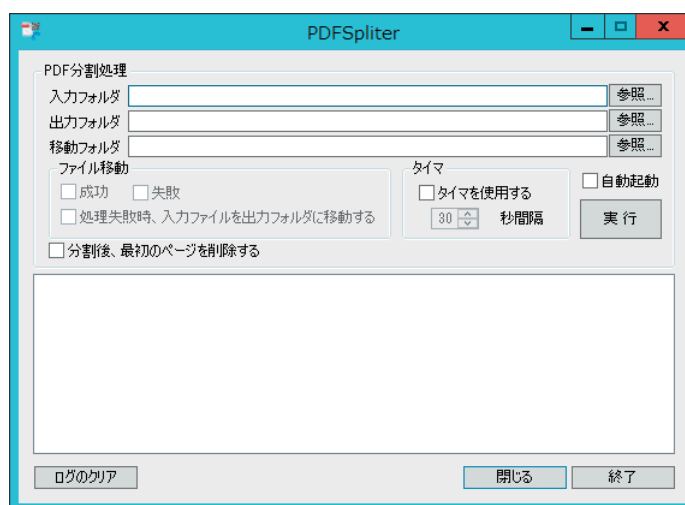 PDFSpliter
PDF分割処理
入力フォルダ 参照...
出力フォルダ 参照...
移動フォルダ 参照...
ファイル移動
成功 失敗
処理失敗時、入力ファイルを出力フォルダに移動する
タイマ
タイマを使用する
30 秒間隔
自動起動
実行
分割後、最初のページを削除する
ログのクリア 閉じる 終了